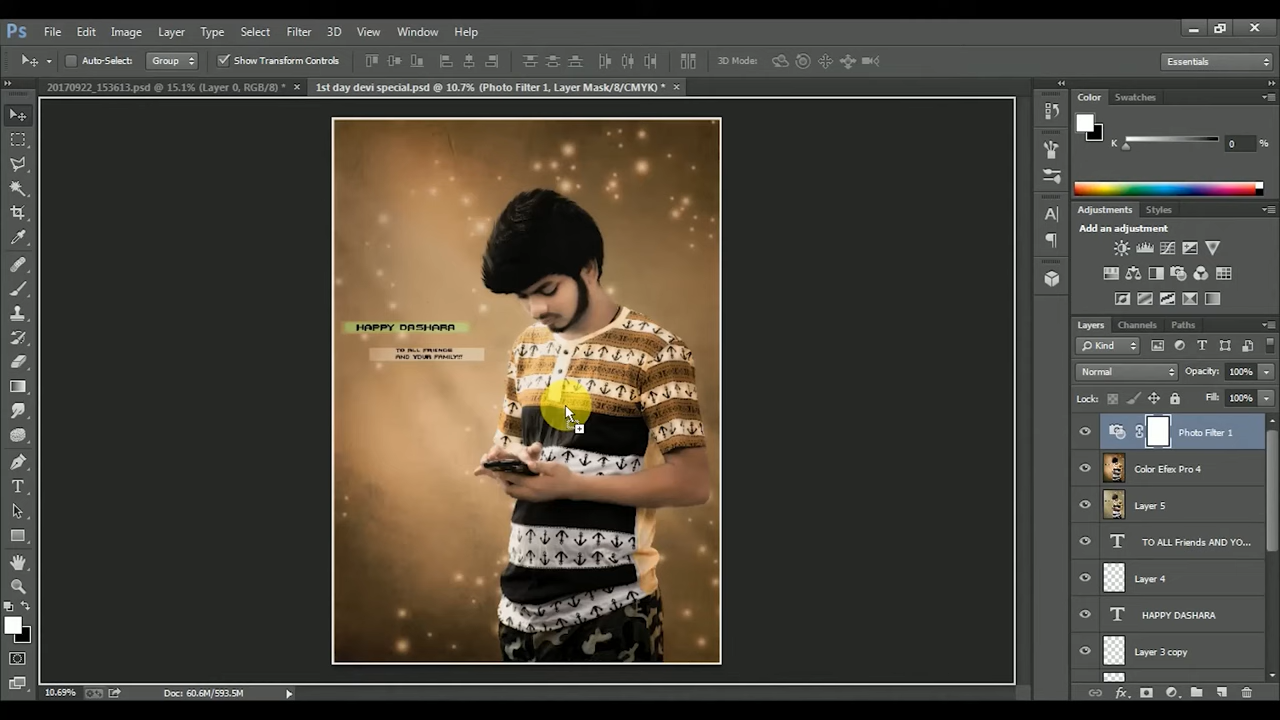 Ps File Edit Image Layer Type Select Filter 3D View Window Help
Auto-Select: Group Show Transform Controls 3D Mode: Essentials
20170922_153613.psd @ 15.1% (Layer 0, RGB/8) * × 1st day devi special.psd @ 10.7% (Photo Filter 1, Layer Mask/8/CMYK) * ×
Color Swatches
K 0 %
Adjustments Styles
Add an adjustment
HAPPY DASHARA
TO ALL FRIENDS
AND YOUR FAMILY!!!
Layers Channels Paths
Kind
Normal Opacity: 100%
Lock: Fill: 100%
Photo Filter 1
Color Efex Pro 4
Layer 5
T TO ALL Friends AND YO...
Layer 4
T HAPPY DASHARA
Layer 3 copy
10.69% Doc: 60.6M/593.5M